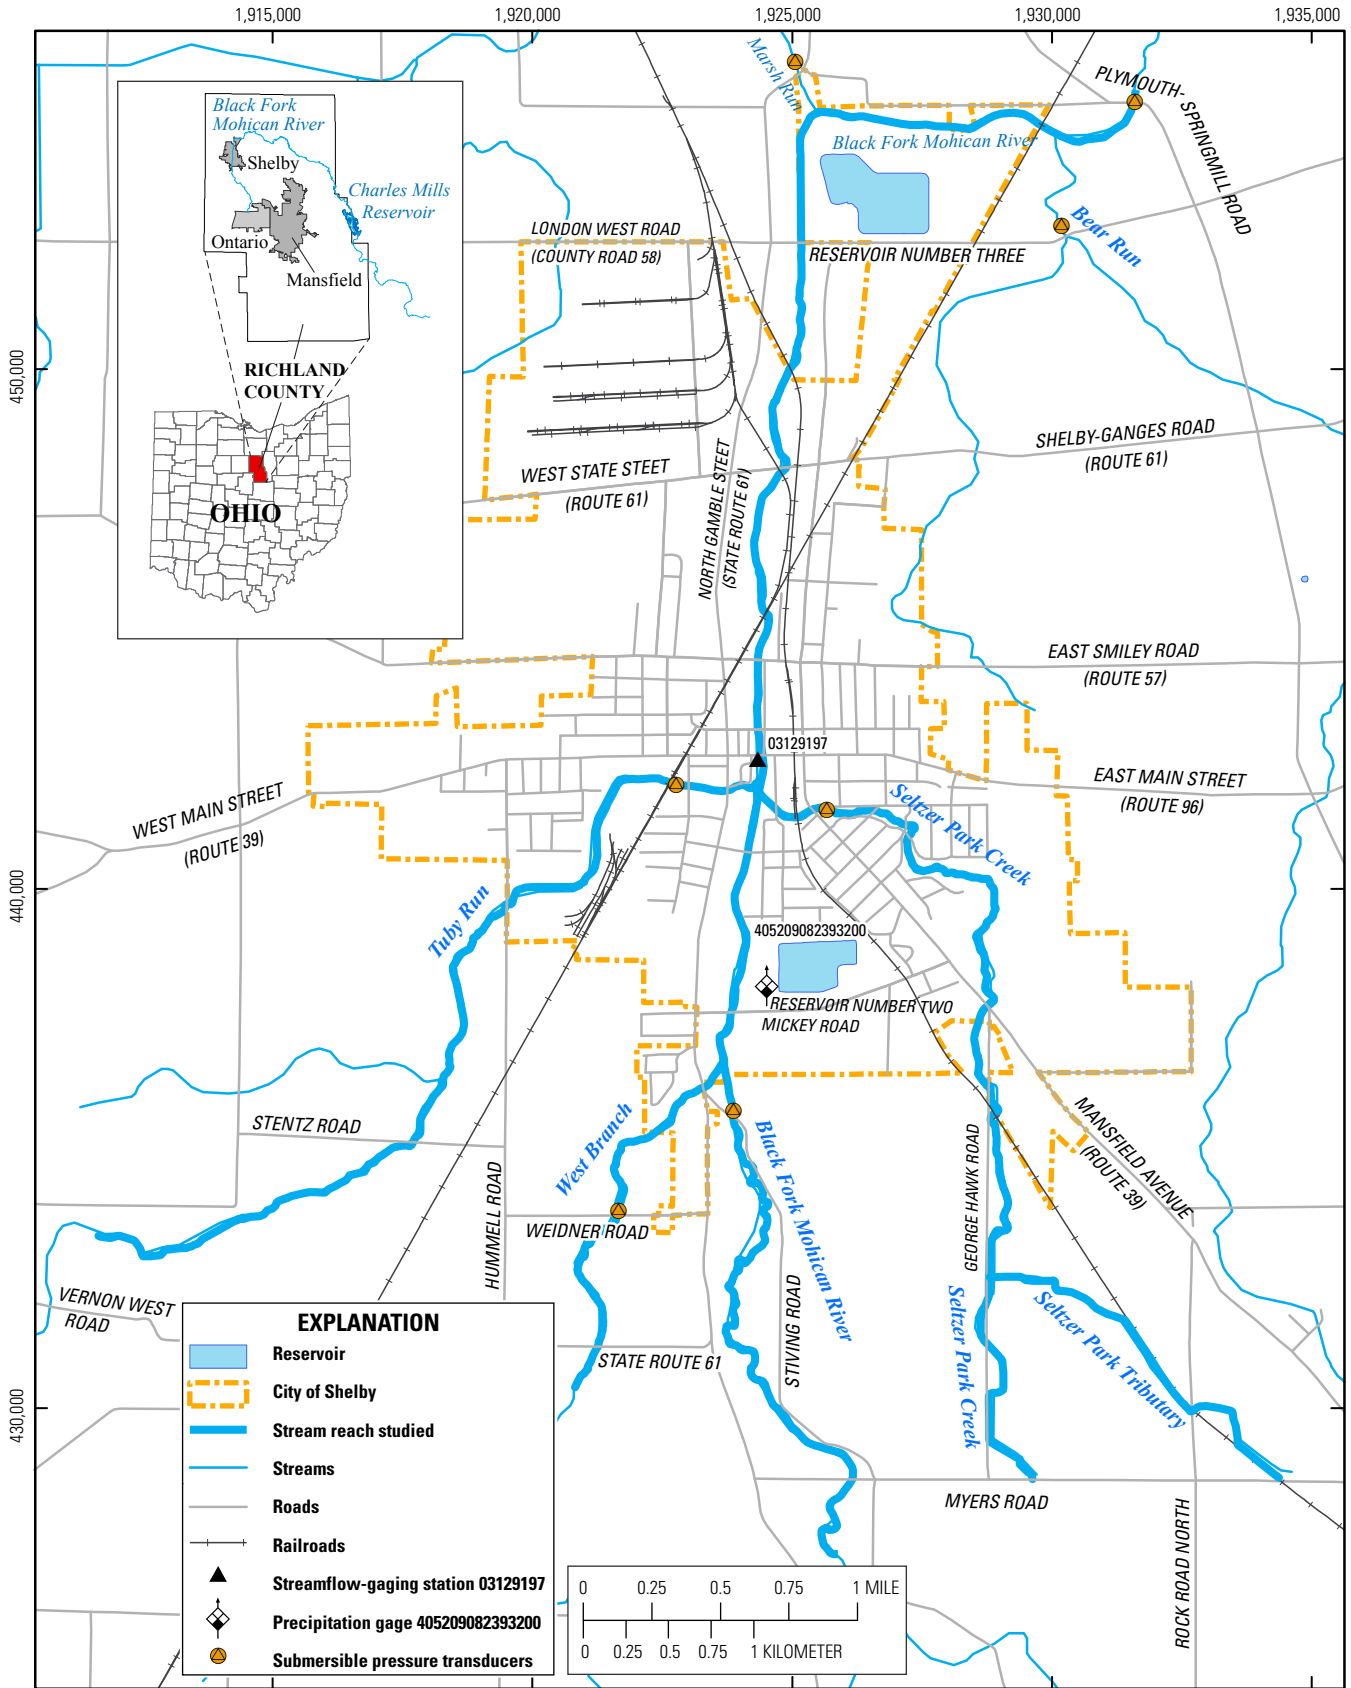 1,915,000
1,920,000
1,925,000
1,930,000
1,935,000
450,000
440,000
430,000
Black Fork
Mohican River
Shelby
Charles Mills
Reservoir
Ontario
Mansfield
RICHLAND
COUNTY
OHIO
Marsh Run
PLYMOUTH-
SPRINGMILL ROAD
Black Fork Mohican River
Bear Run
LONDON WEST ROAD
(COUNTY ROAD 58)
RESERVOIR NUMBER THREE
SHELBY-GANGES ROAD
(ROUTE 61)
WEST STATE STEET
(ROUTE 61)
NORTH GAMBLE STEET
(STATE ROUTE 61)
EAST SMILEY ROAD
(ROUTE 57)
03129197
EAST MAIN STREET
(ROUTE 96)
WEST MAIN STREET
(ROUTE 39)
Seltzer Park Creek
Tuby Run
405209082393200
RESERVOIR NUMBER TWO
MICKEY ROAD
STENTZ ROAD
West Branch
Black Fork Mohican River
GEORGE HAWK ROAD
MANSFIELD AVENUE
(ROUTE 39)
HUMMELL ROAD
WEIDNER ROAD
VERNON WEST
ROAD
STIVING ROAD
Seltzer Park Creek
Seltzer Park Tributary
STATE ROUTE 61
MYERS ROAD
ROCK ROAD NORTH
EXPLANATION
Reservoir
City of Shelby
Stream reach studied
Streams
Roads
Railroads
Streamflow-gaging station 03129197
Precipitation gage 405209082393200
Submersible pressure transducers
0 0.25 0.5 0.75 1 MILE
0 0.25 0.5 0.75 1 KILOMETER